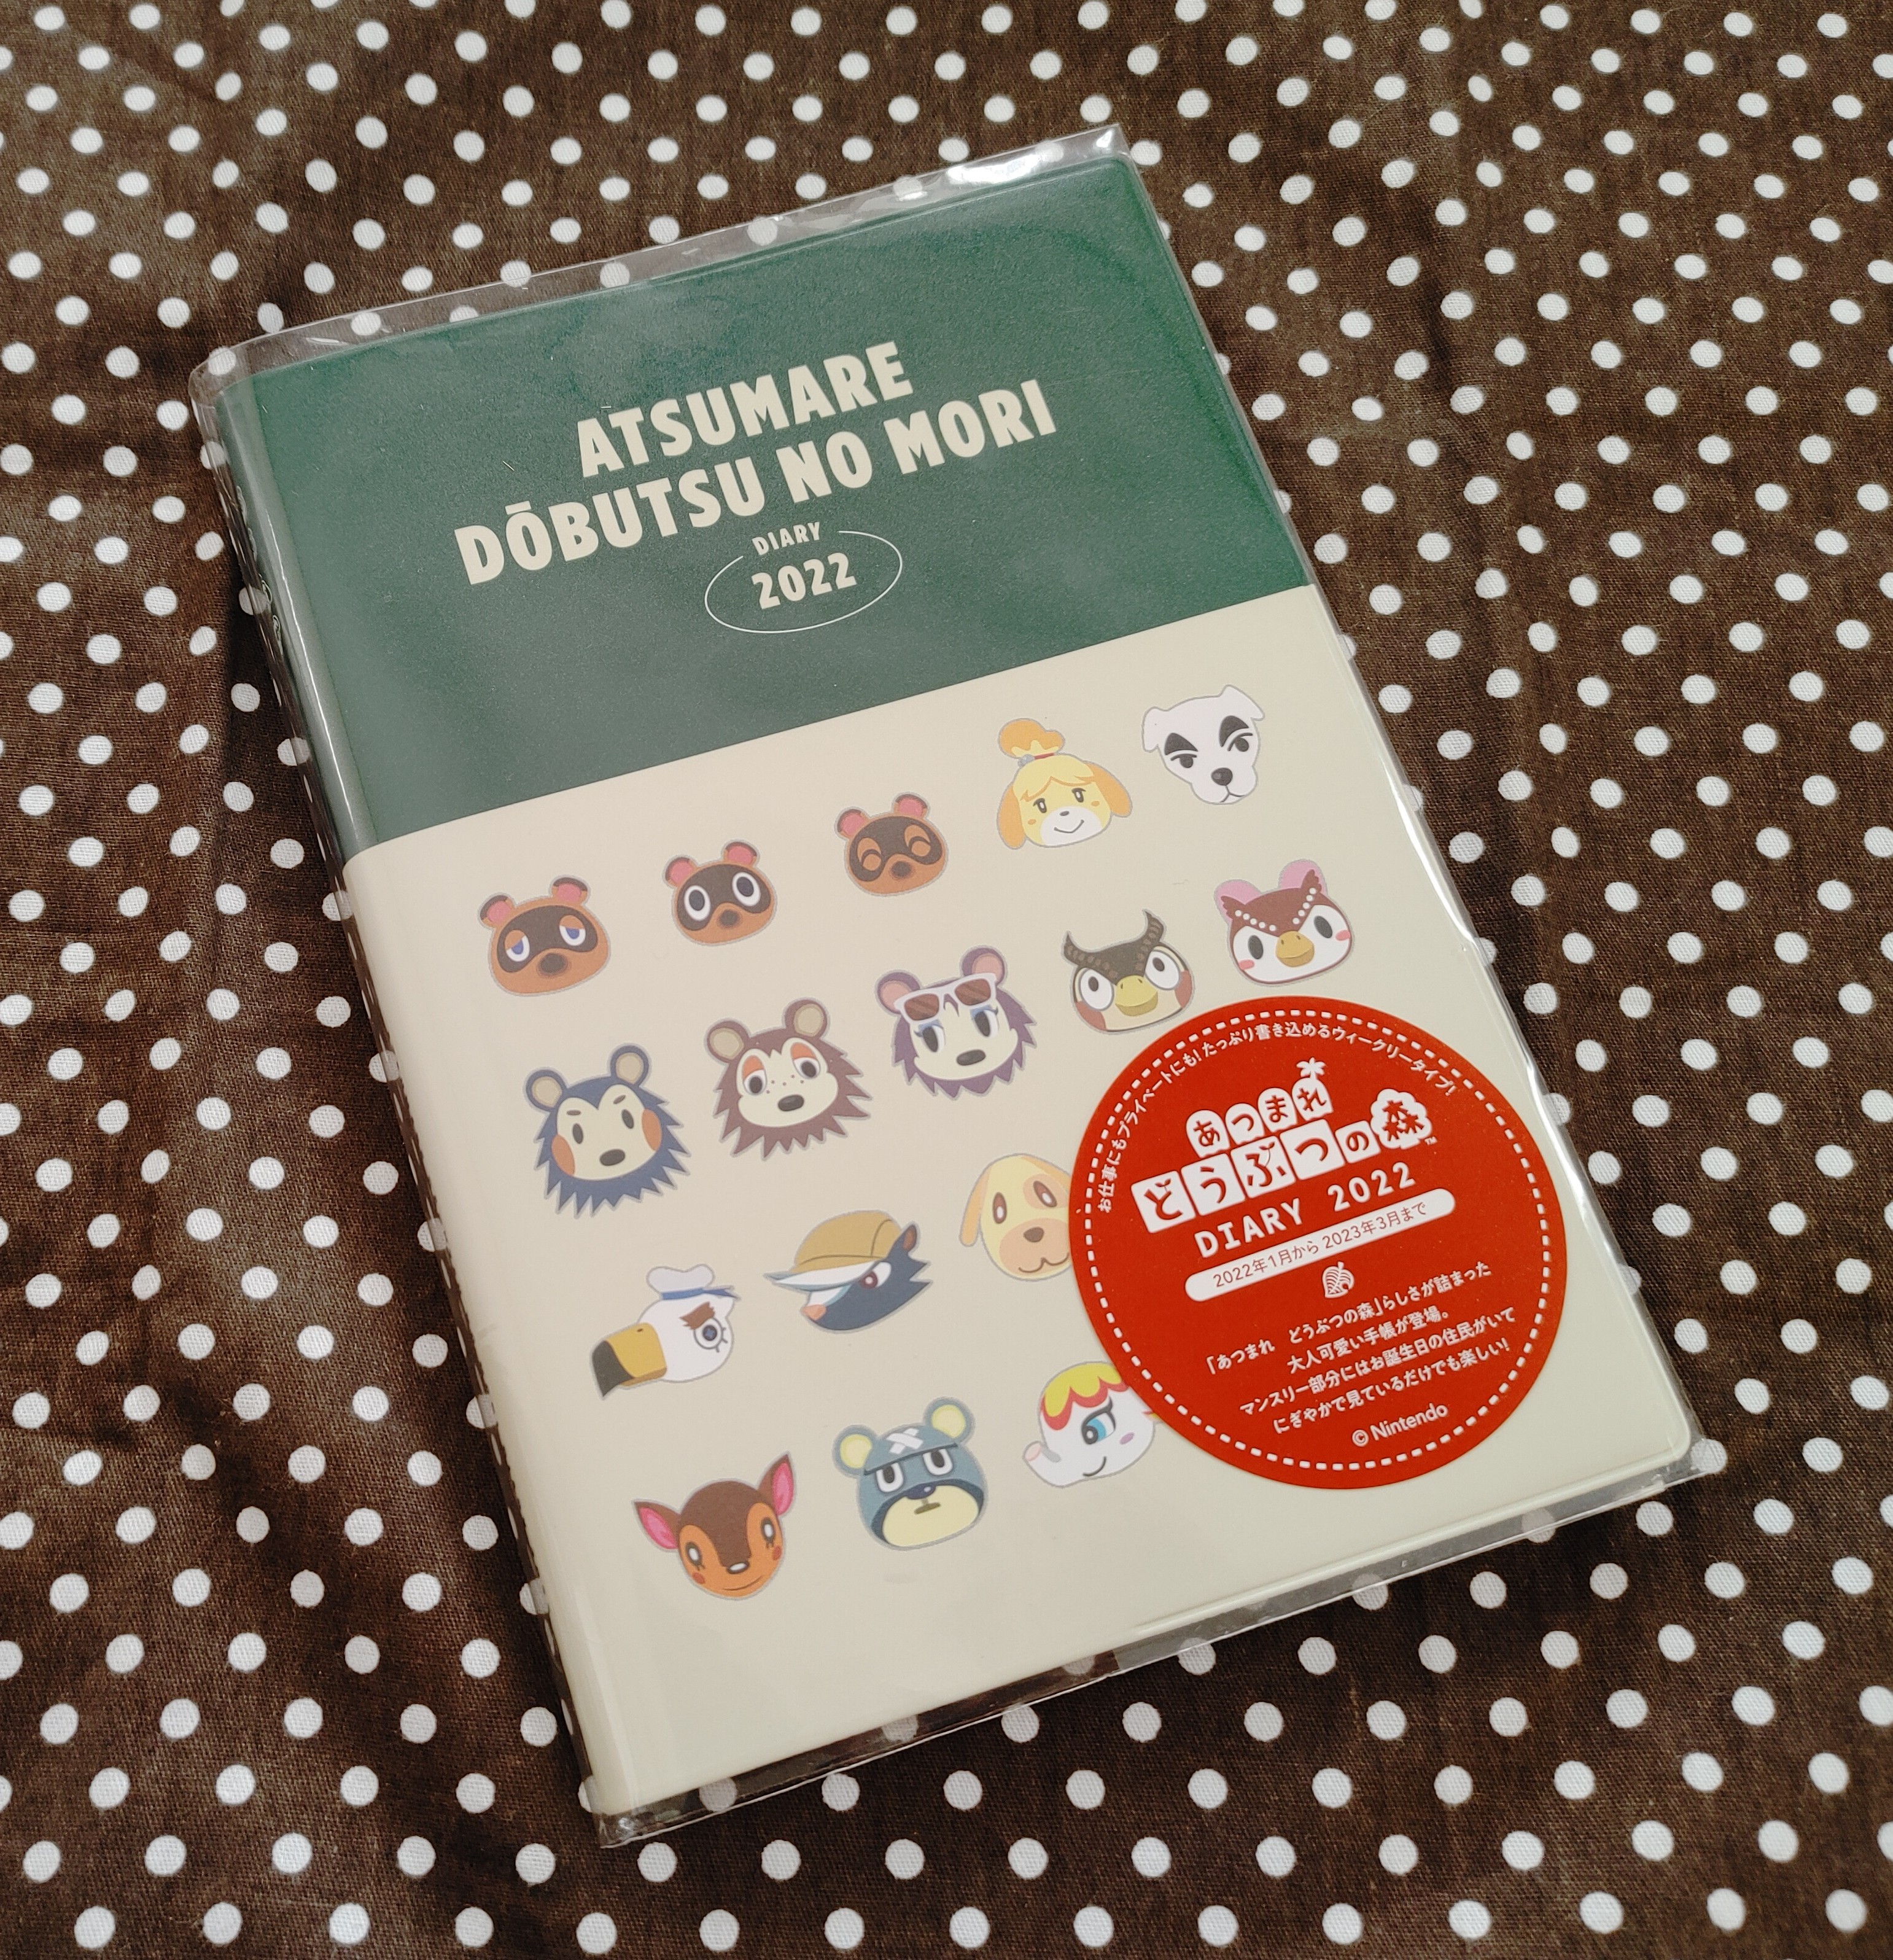 ATSUMARE
DŌBUTSU NO MORI
DIARY
2022
お仕事にもプライベートにも!たっぷり書き込めるウィークリータイプ!
あつまれ
どうぶつの森™
DIARY 2022
2022年1月から2023年3月まで
「あつまれ どうぶつの森」らしさが詰まった
大人可愛い手帳が登場。
マンスリー部分にはお誕生日の住民がいて
にぎやかで見ているだけでも楽しい!
© Nintendo